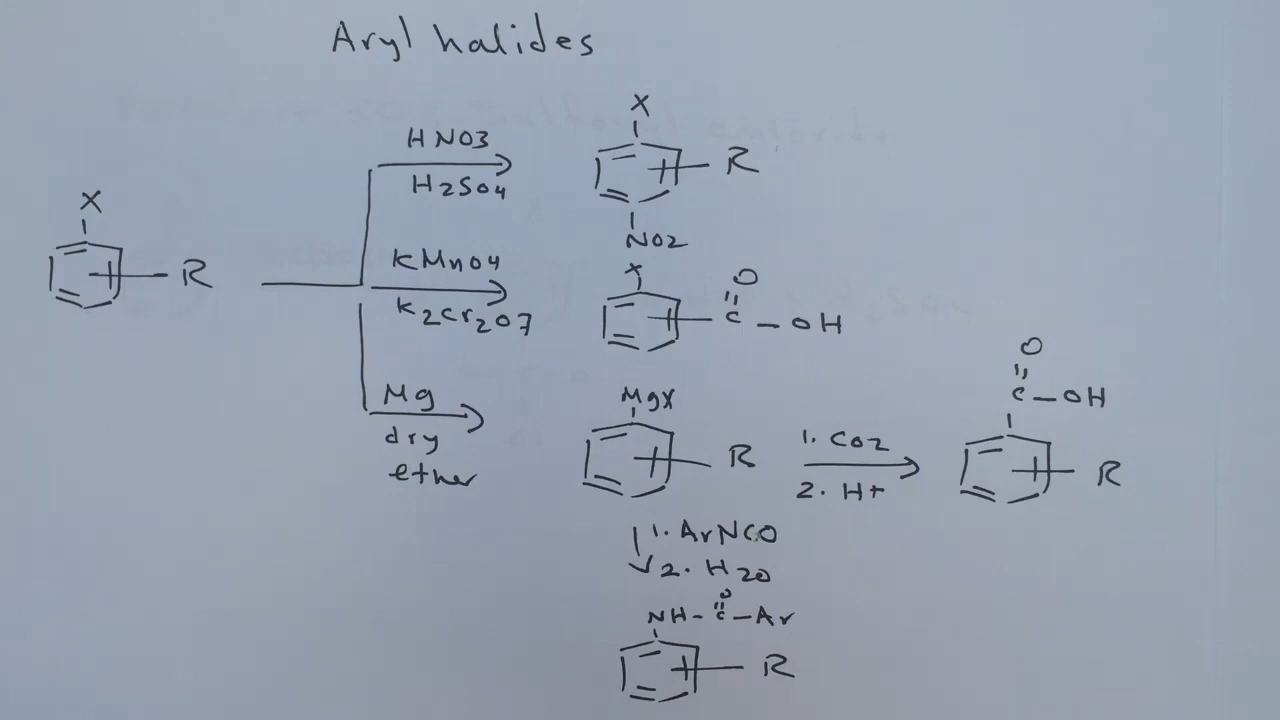 Aryl halides
X
R
HNO3
H2SO4
X
R
NO2
KMnO4
K2Cr2O7
X
O
C - OH
Mg
dry
ether
MgX
R
1. CO2
2. H+
O
C - OH
R
1. ArNCO
2. H2O
O
NH - C - Ar
R